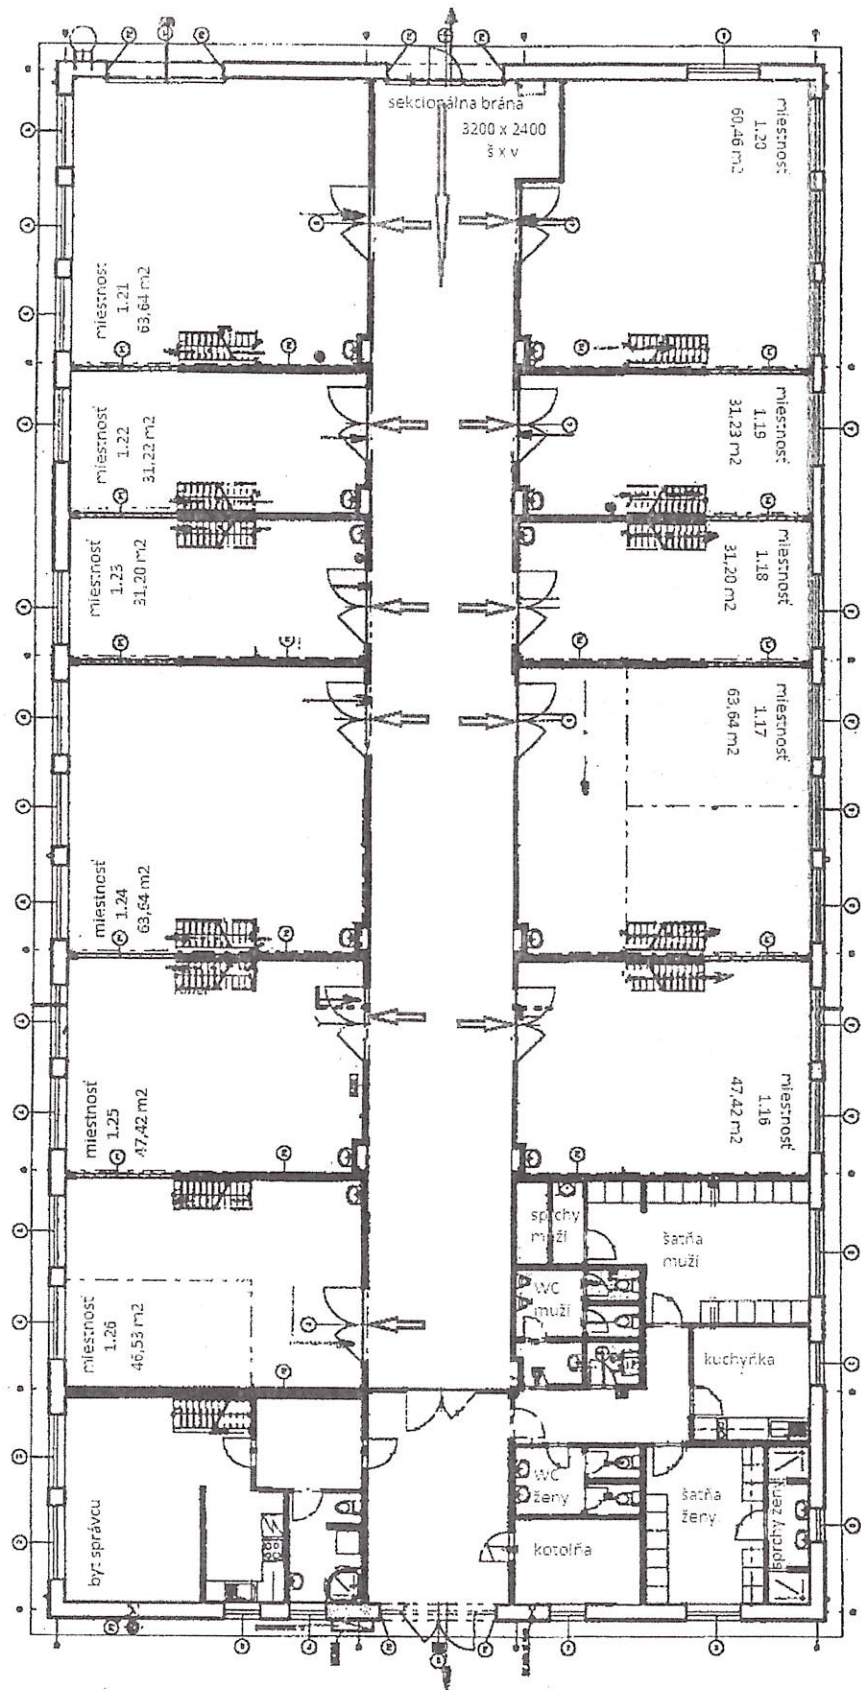 sekcionálna brána
3200 x 2400
š x v
miestnosť
1.20
60,46 m2
miestnosť
1.21
63,64 m2
miestnosť
1.22
31,22 m2
miestnosť
1.19
31,23 m2
miestnosť
1.23
31,20 m2
miestnosť
1.18
31,20 m2
miestnosť
1.17
63,64 m2
miestnosť
1.24
63,64 m2
miestnosť
1.25
47,42 m2
miestnosť
1.16
47,42 m2
miestnosť
1.26
46,53 m2
sprchy
muži
šatňa
muži
WC
muži
kuchyňka
WC
ženy
šatňa
ženy
sprchy ženy
kotolňa
byt správcu